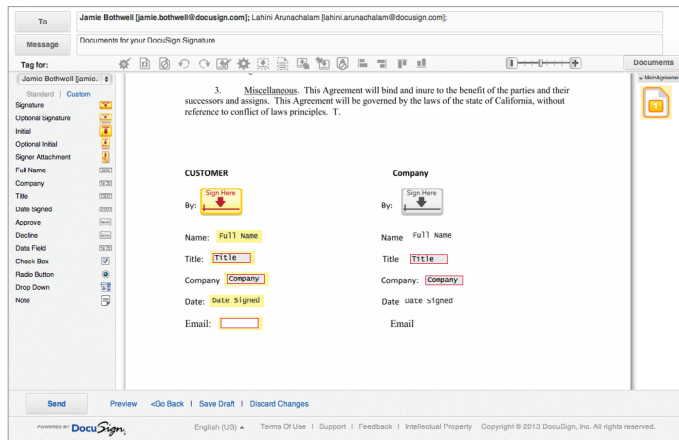 To
Jamie Bothwell [jamie.bothwell@docusign.com]; Lahini Arunachalam [lahini.arunachalam@docusign.com];
Message
Documents for your DocuSign Signature
Tag for:
Documents
Jamie Bothwell [jamie.
MainAgreeme
Standard | Custom
Signature
Optional Signature
Initial
Optional Initial
Signer Attachment
Full Name
Company
Title
Date Signed
Approve
Decline
Data Field
Check Box
Radio Button
Drop Down
Note
3. Miscellaneous. This Agreement will bind and inure to the benefit of the parties and their
successors and assigns. This Agreement will be governed by the laws of the state of California, without
reference to conflict of laws principles. T.
CUSTOMER
Company
By: Sign Here
By: Sign Here
Name: Full Name
Name Full Name
Title: Title
Title Title
Company Company
Company: Company
Date: Date Signed
Date Date Signed
Email:
Email
1
Send
Preview <Go Back | Save Draft | Discard Changes
POWERED BY DocuSign
English (US) Terms Of Use | Support | Feedback | Intellectual Property Copyright © 2013 DocuSign, Inc. All rights reserved.